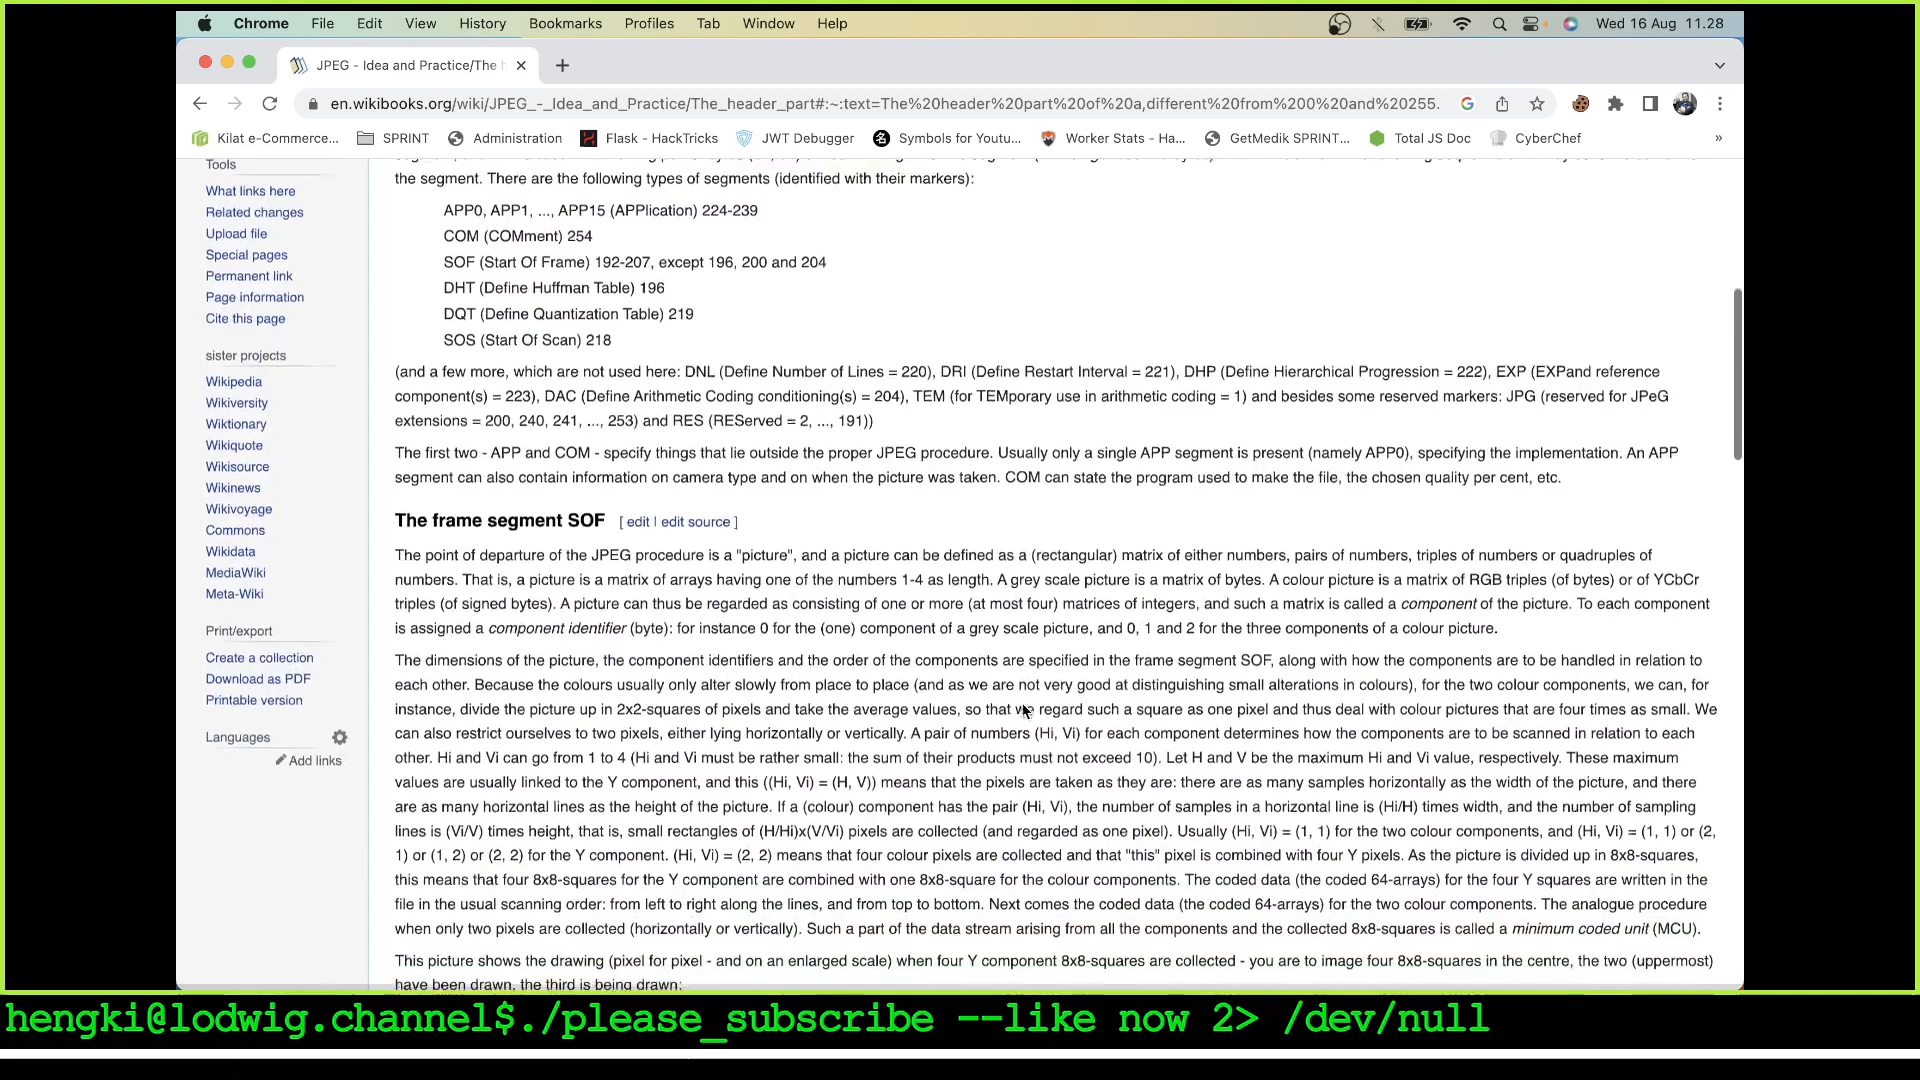 Chrome File Edit View History Bookmarks Profiles Tab Window Help Wed 16 Aug 11.28
JPEG - Idea and Practice/The h
en.wikibooks.org/wiki/JPEG_-_Idea_and_Practice/The_header_part#:~:text=The%20header%20part%20of%20a,different%20from%200%20and%20255.
Kilat e-Commerce... SPRINT Administration Flask - HackTricks JWT Debugger Symbols for Youtu... Worker Stats - Ha... GetMedik SPRINT... Total JS Doc CyberChef »
Tools
What links here
Related changes
Upload file
Special pages
Permanent link
Page information
Cite this page
sister projects
Wikipedia
Wikiversity
Wiktionary
Wikiquote
Wikisource
Wikinews
Wikivoyage
Commons
Wikidata
MediaWiki
Meta-Wiki
Print/export
Create a collection
Download as PDF
Printable version
Languages
Add links
the segment. There are the following types of segments (identified with their markers):
APP0, APP1, ..., APP15 (APPlication) 224-239
COM (COMment) 254
SOF (Start Of Frame) 192-207, except 196, 200 and 204
DHT (Define Huffman Table) 196
DQT (Define Quantization Table) 219
SOS (Start Of Scan) 218
(and a few more, which are not used here: DNL (Define Number of Lines = 220), DRI (Define Restart Interval = 221), DHP (Define Hierarchical Progression = 222), EXP (EXPand reference
component(s) = 223), DAC (Define Arithmetic Coding conditioning(s) = 204), TEM (for TEMporary use in arithmetic coding = 1) and besides some reserved markers: JPG (reserved for JPeG
extensions = 200, 240, 241, ..., 253) and RES (REServed = 2, ..., 191))
The first two - APP and COM - specify things that lie outside the proper JPEG procedure. Usually only a single APP segment is present (namely APP0), specifying the implementation. An APP
segment can also contain information on camera type and on when the picture was taken. COM can state the program used to make the file, the chosen quality per cent, etc.
The frame segment SOF [ edit | edit source ]
The point of departure of the JPEG procedure is a "picture", and a picture can be defined as a (rectangular) matrix of either numbers, pairs of numbers, triples of numbers or quadruples of
numbers. That is, a picture is a matrix of arrays having one of the numbers 1-4 as length. A grey scale picture is a matrix of bytes. A colour picture is a matrix of RGB triples (of bytes) or of YCbCr
triples (of signed bytes). A picture can thus be regarded as consisting of one or more (at most four) matrices of integers, and such a matrix is called a component of the picture. To each component
is assigned a component identifier (byte): for instance 0 for the (one) component of a grey scale picture, and 0, 1 and 2 for the three components of a colour picture.
The dimensions of the picture, the component identifiers and the order of the components are specified in the frame segment SOF, along with how the components are to be handled in relation to
each other. Because the colours usually only alter slowly from place to place (and as we are not very good at distinguishing small alterations in colours), for the two colour components, we can, for
instance, divide the picture up in 2x2-squares of pixels and take the average values, so that we regard such a square as one pixel and thus deal with colour pictures that are four times as small. We
can also restrict ourselves to two pixels, either lying horizontally or vertically. A pair of numbers (Hi, Vi) for each component determines how the components are to be scanned in relation to each
other. Hi and Vi can go from 1 to 4 (Hi and Vi must be rather small: the sum of their products must not exceed 10). Let H and V be the maximum Hi and Vi value, respectively. These maximum
values are usually linked to the Y component, and this ((Hi, Vi) = (H, V)) means that the pixels are taken as they are: there are as many samples horizontally as the width of the picture, and there
are as many horizontal lines as the height of the picture. If a (colour) component has the pair (Hi, Vi), the number of samples in a horizontal line is (Hi/H) times width, and the number of sampling
lines is (Vi/V) times height, that is, small rectangles of (H/Hi)x(V/Vi) pixels are collected (and regarded as one pixel). Usually (Hi, Vi) = (1, 1) for the two colour components, and (Hi, Vi) = (1, 1) or (2,
1) or (1, 2) or (2, 2) for the Y component. (Hi, Vi) = (2, 2) means that four colour pixels are collected and that "this" pixel is combined with four Y pixels. As the picture is divided up in 8x8-squares,
this means that four 8x8-squares for the Y component are combined with one 8x8-square for the colour components. The coded data (the coded 64-arrays) for the four Y squares are written in the
file in the usual scanning order: from left to right along the lines, and from top to bottom. Next comes the coded data (the coded 64-arrays) for the two colour components. The analogue procedure
when only two pixels are collected (horizontally or vertically). Such a part of the data stream arising from all the components and the collected 8x8-squares is called a minimum coded unit (MCU).
This picture shows the drawing (pixel for pixel - and on an enlarged scale) when four Y component 8x8-squares are collected - you are to image four 8x8-squares in the centre, the two (uppermost)
have been drawn, the third is being drawn:
hengki@lodwig.channel$./please_subscribe --like now 2> /dev/null